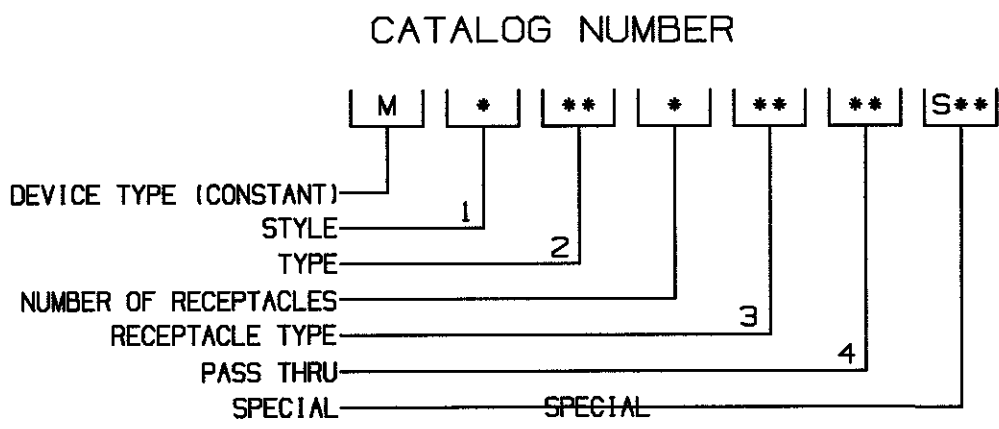 CATALOG NUMBER
M * ** * ** ** S**
DEVICE TYPE (CONSTANT)
STYLE 1
TYPE 2
NUMBER OF RECEPTACLES
RECEPTACLE TYPE 3
PASS THRU 4
SPECIAL SPECIAL